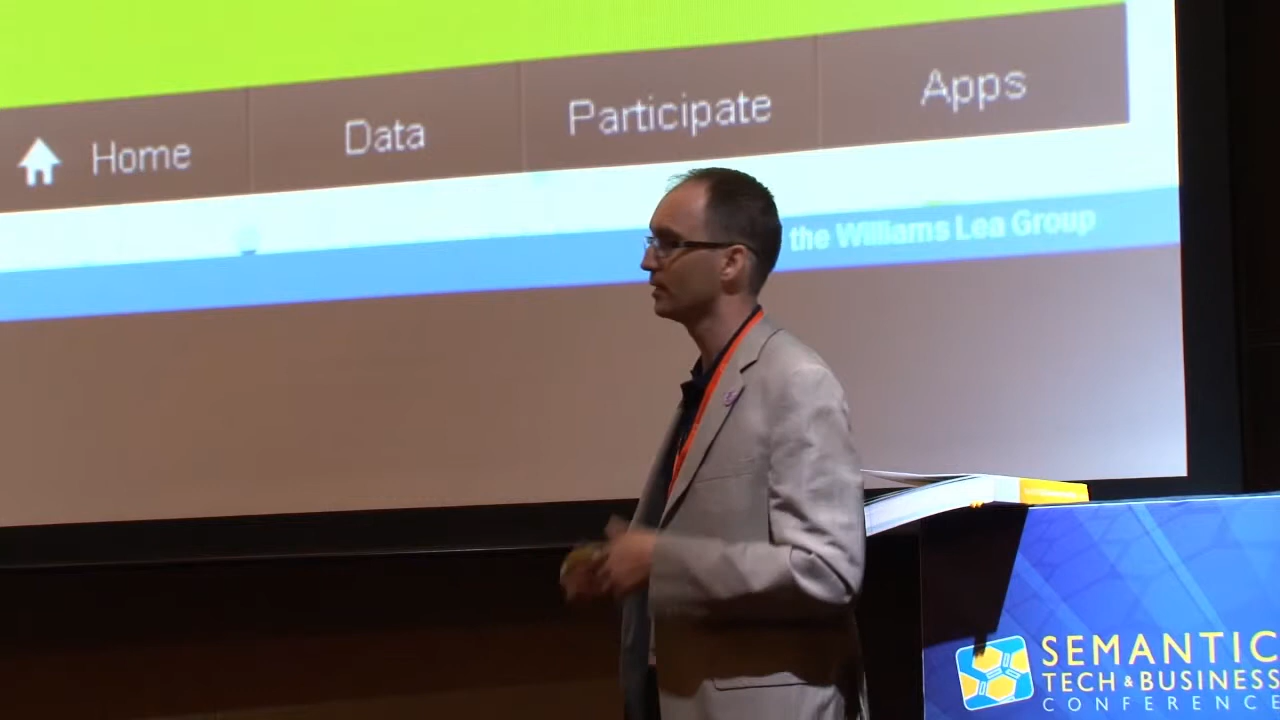 Home
Data
Participate
Apps
the Williams Lea Group
SEMANTIC
TECH & BUSINESS
CONFERENCE